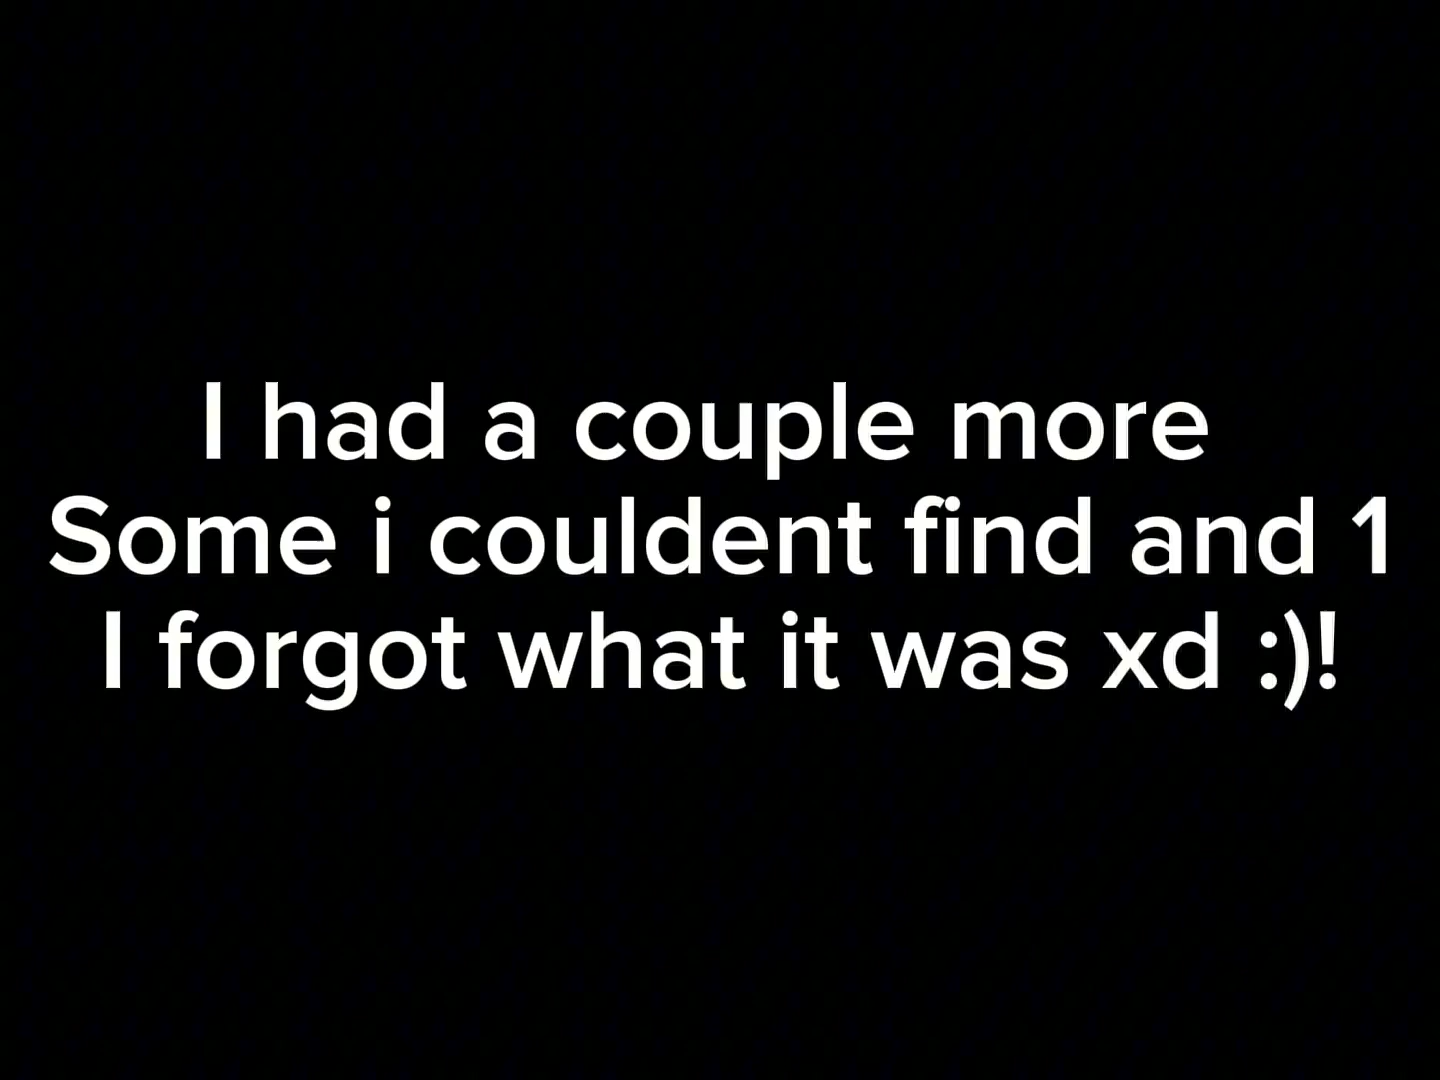 I had a couple more
Some i couldent find and 1
I forgot what it was xd :)!